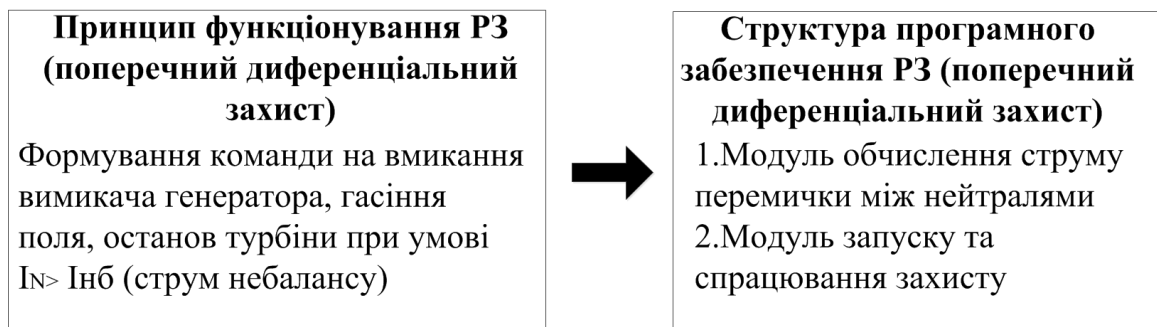 Принцип функціонування РЗ
(поперечний диференціальний
захист)
Формування команди на вмикання
вимикача генератора, гасіння
поля, останов турбіни при умові
IN> Iнб (струм небалансу)
Структура програмного
забезпечення РЗ (поперечний
диференціальний захист)
1.Модуль обчислення струму
перемички між нейтралями
2.Модуль запуску та
спрацювання захисту